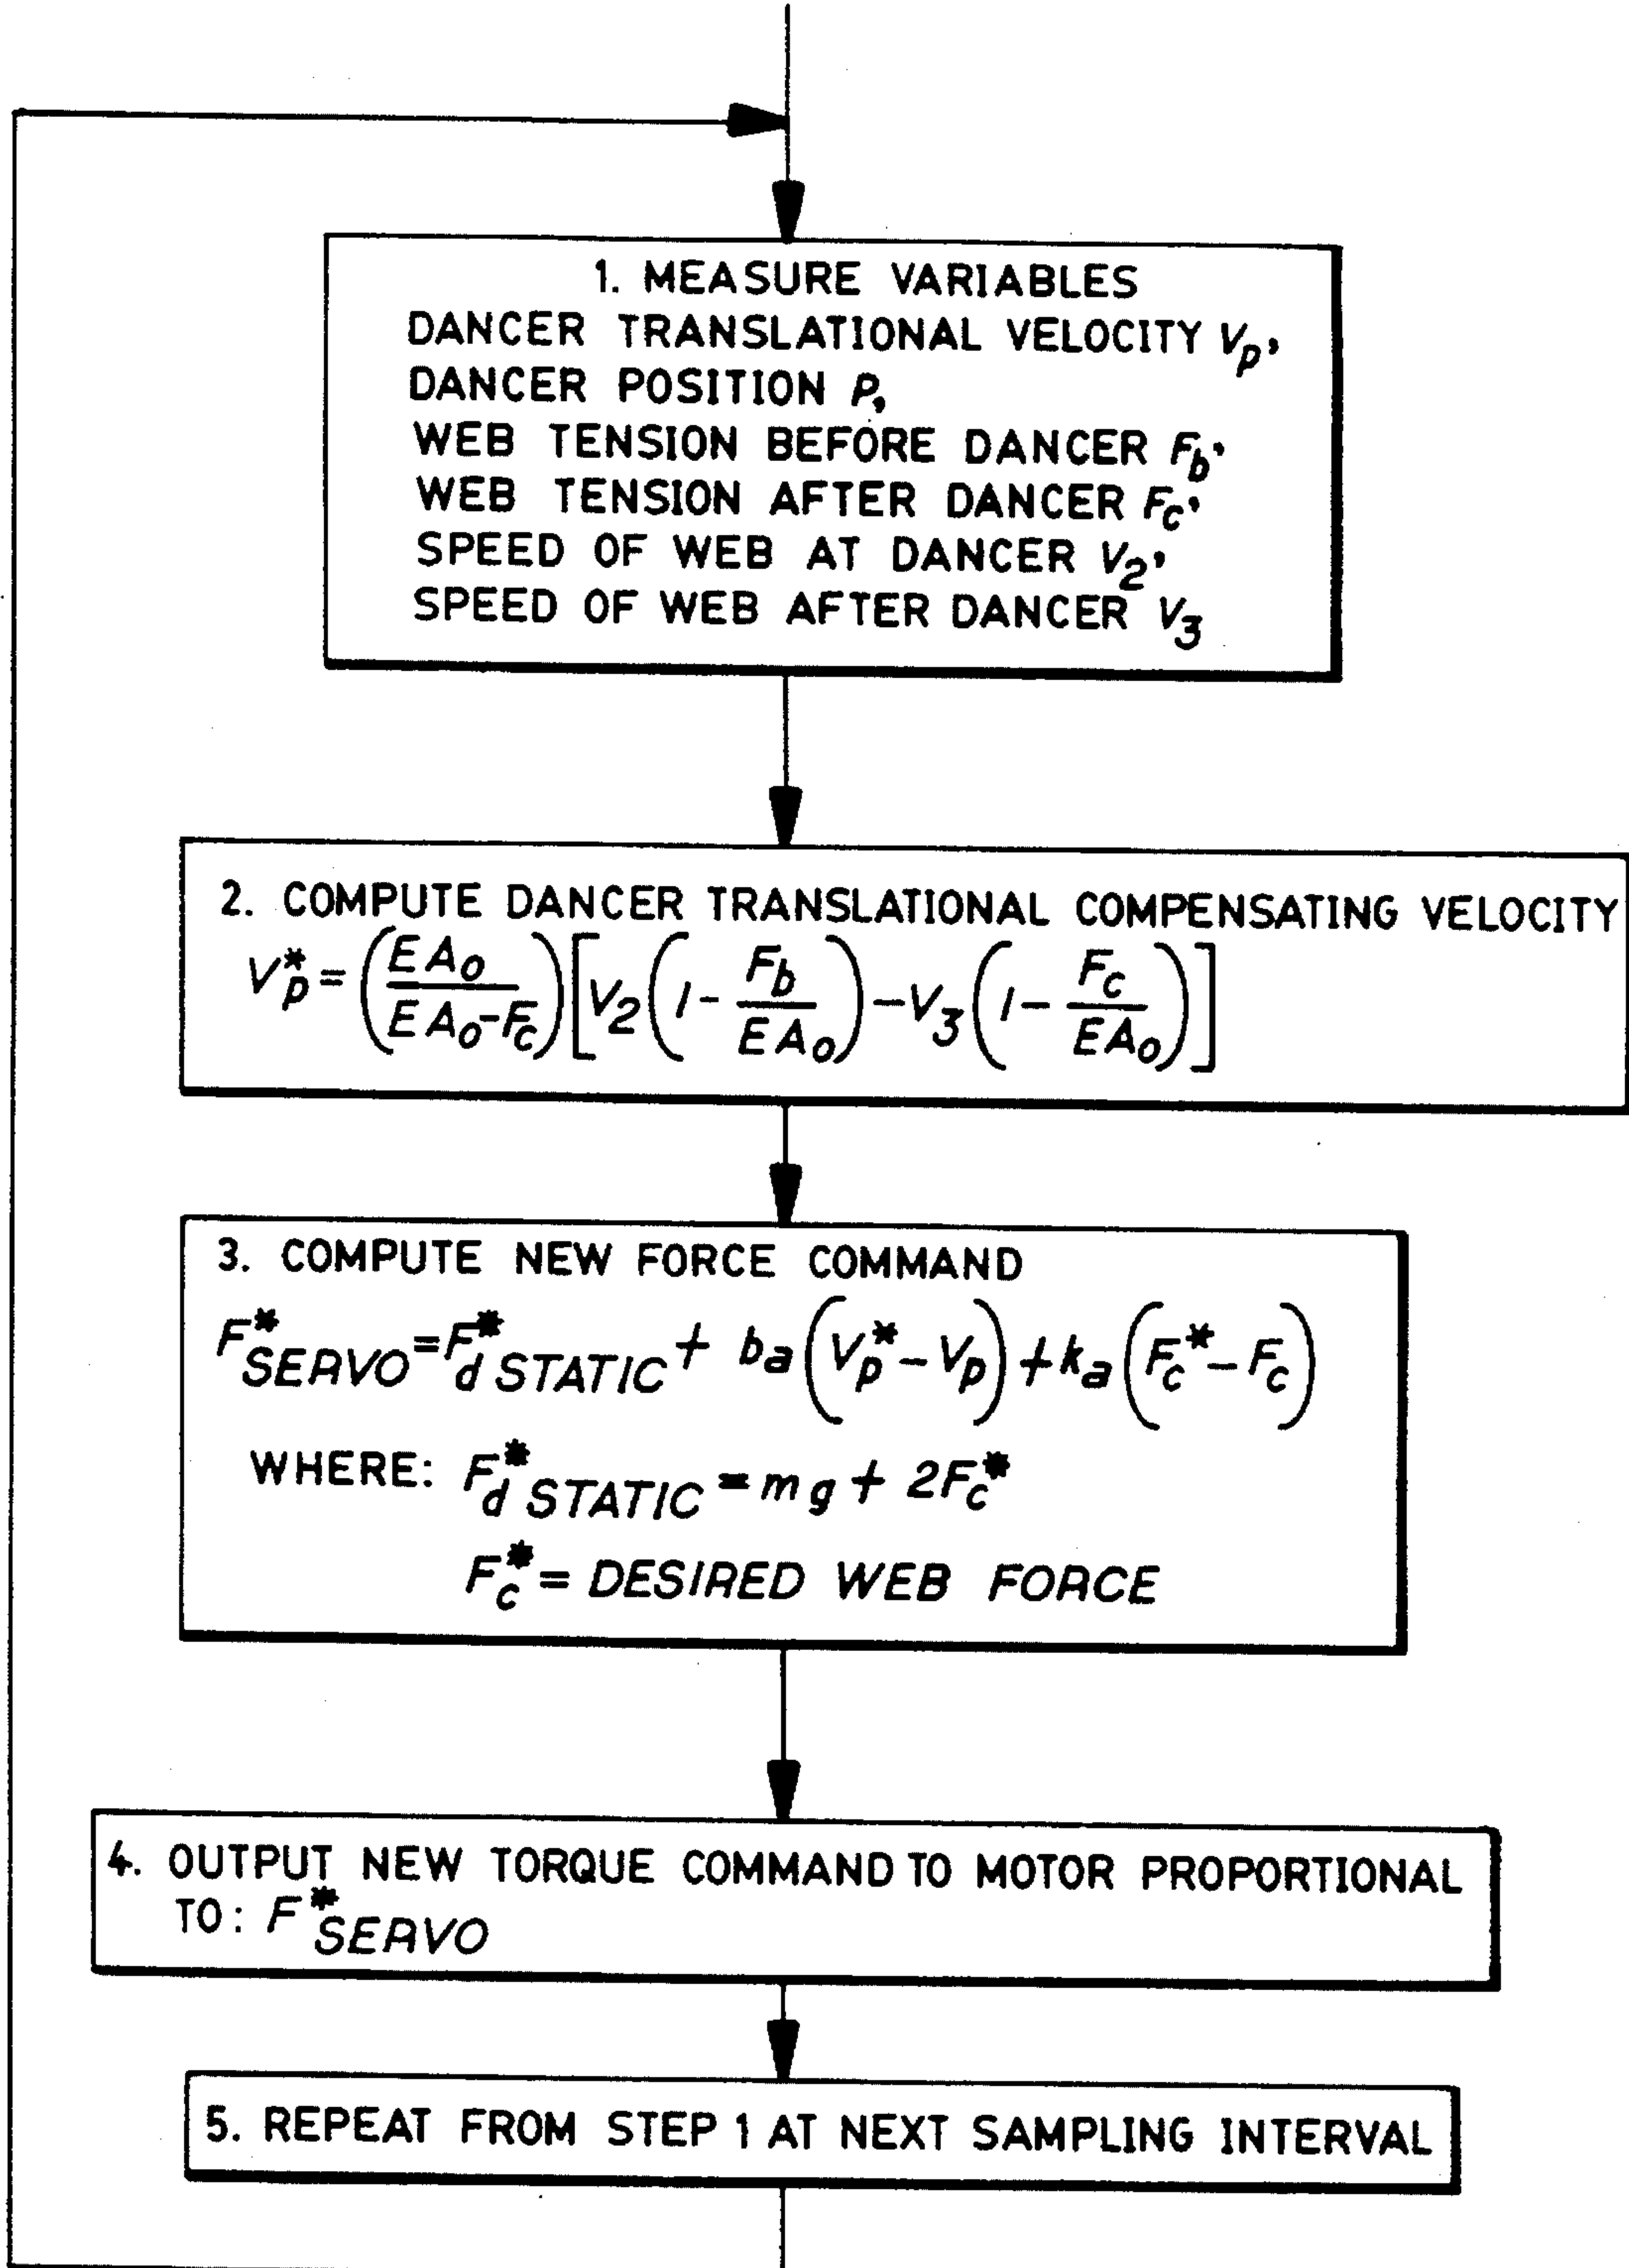 1. MEASURE VARIABLES
DANCER TRANSLATIONAL VELOCITY Vp,
DANCER POSITION P,
WEB TENSION BEFORE DANCER Fb,
WEB TENSION AFTER DANCER Fc,
SPEED OF WEB AT DANCER V2,
SPEED OF WEB AFTER DANCER V3
2. COMPUTE DANCER TRANSLATIONAL COMPENSATING VELOCITY
V*p = (EAo / (EAo - Fc)) [V2 (1 - Fb / EAo) - V3 (1 - Fc / EAo)]
3. COMPUTE NEW FORCE COMMAND
F*SERVO = F*d STATIC + ba (V*p - Vp) + ka (F*c - Fc)
WHERE: F*d STATIC = mg + 2F*c
F*c = DESIRED WEB FORCE
4. OUTPUT NEW TORQUE COMMAND TO MOTOR PROPORTIONAL
TO: F*SERVO
5. REPEAT FROM STEP 1 AT NEXT SAMPLING INTERVAL